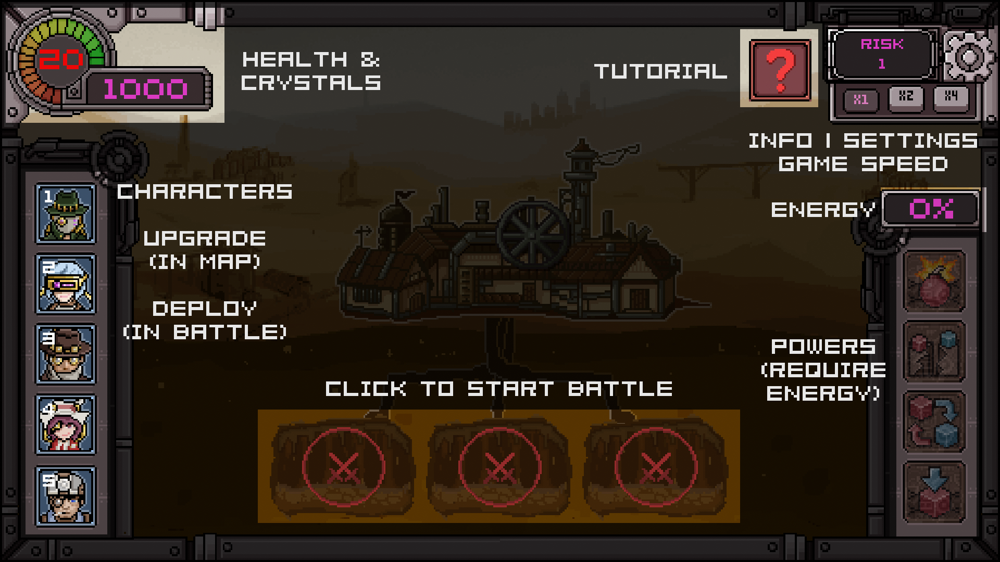 20
1000
HEALTH &
CRYSTALS
TUTORIAL
?
RISK
1
X1 X2 X4
INFO | SETTINGS
GAME SPEED
ENERGY 0%
CHARACTERS
UPGRADE
(IN MAP)
DEPLOY
(IN BATTLE)
1
2
3
4
5
POWERS
(REQUIRE
ENERGY)
CLICK TO START BATTLE